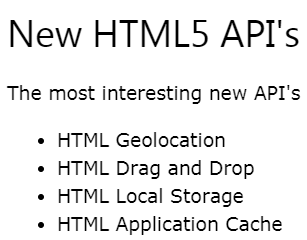 New HTML5 API's
The most interesting new API's
• HTML Geolocation
• HTML Drag and Drop
• HTML Local Storage
• HTML Application Cache